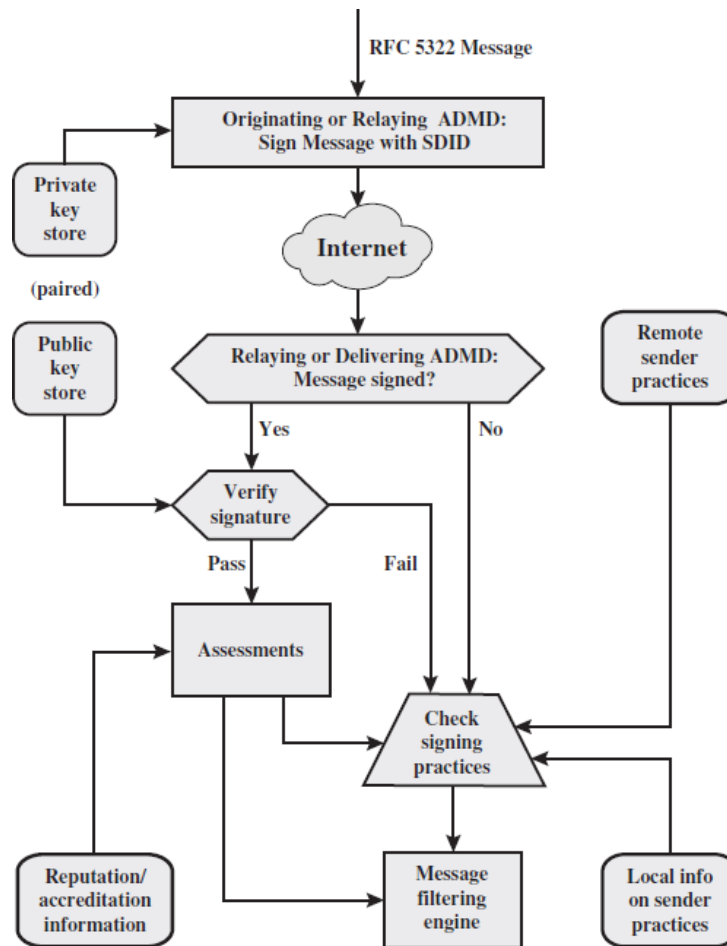 RFC 5322 Message
Originating or Relaying ADMD:
Sign Message with SDID
Private
key
store
Internet
(paired)
Public
key
store
Relaying or Delivering ADMD:
Message signed?
Remote
sender
practices
Yes
No
Verify
signature
Pass
Fail
Assessments
Check
signing
practices
Reputation/
accreditation
information
Message
filtering
engine
Local info
on sender
practices